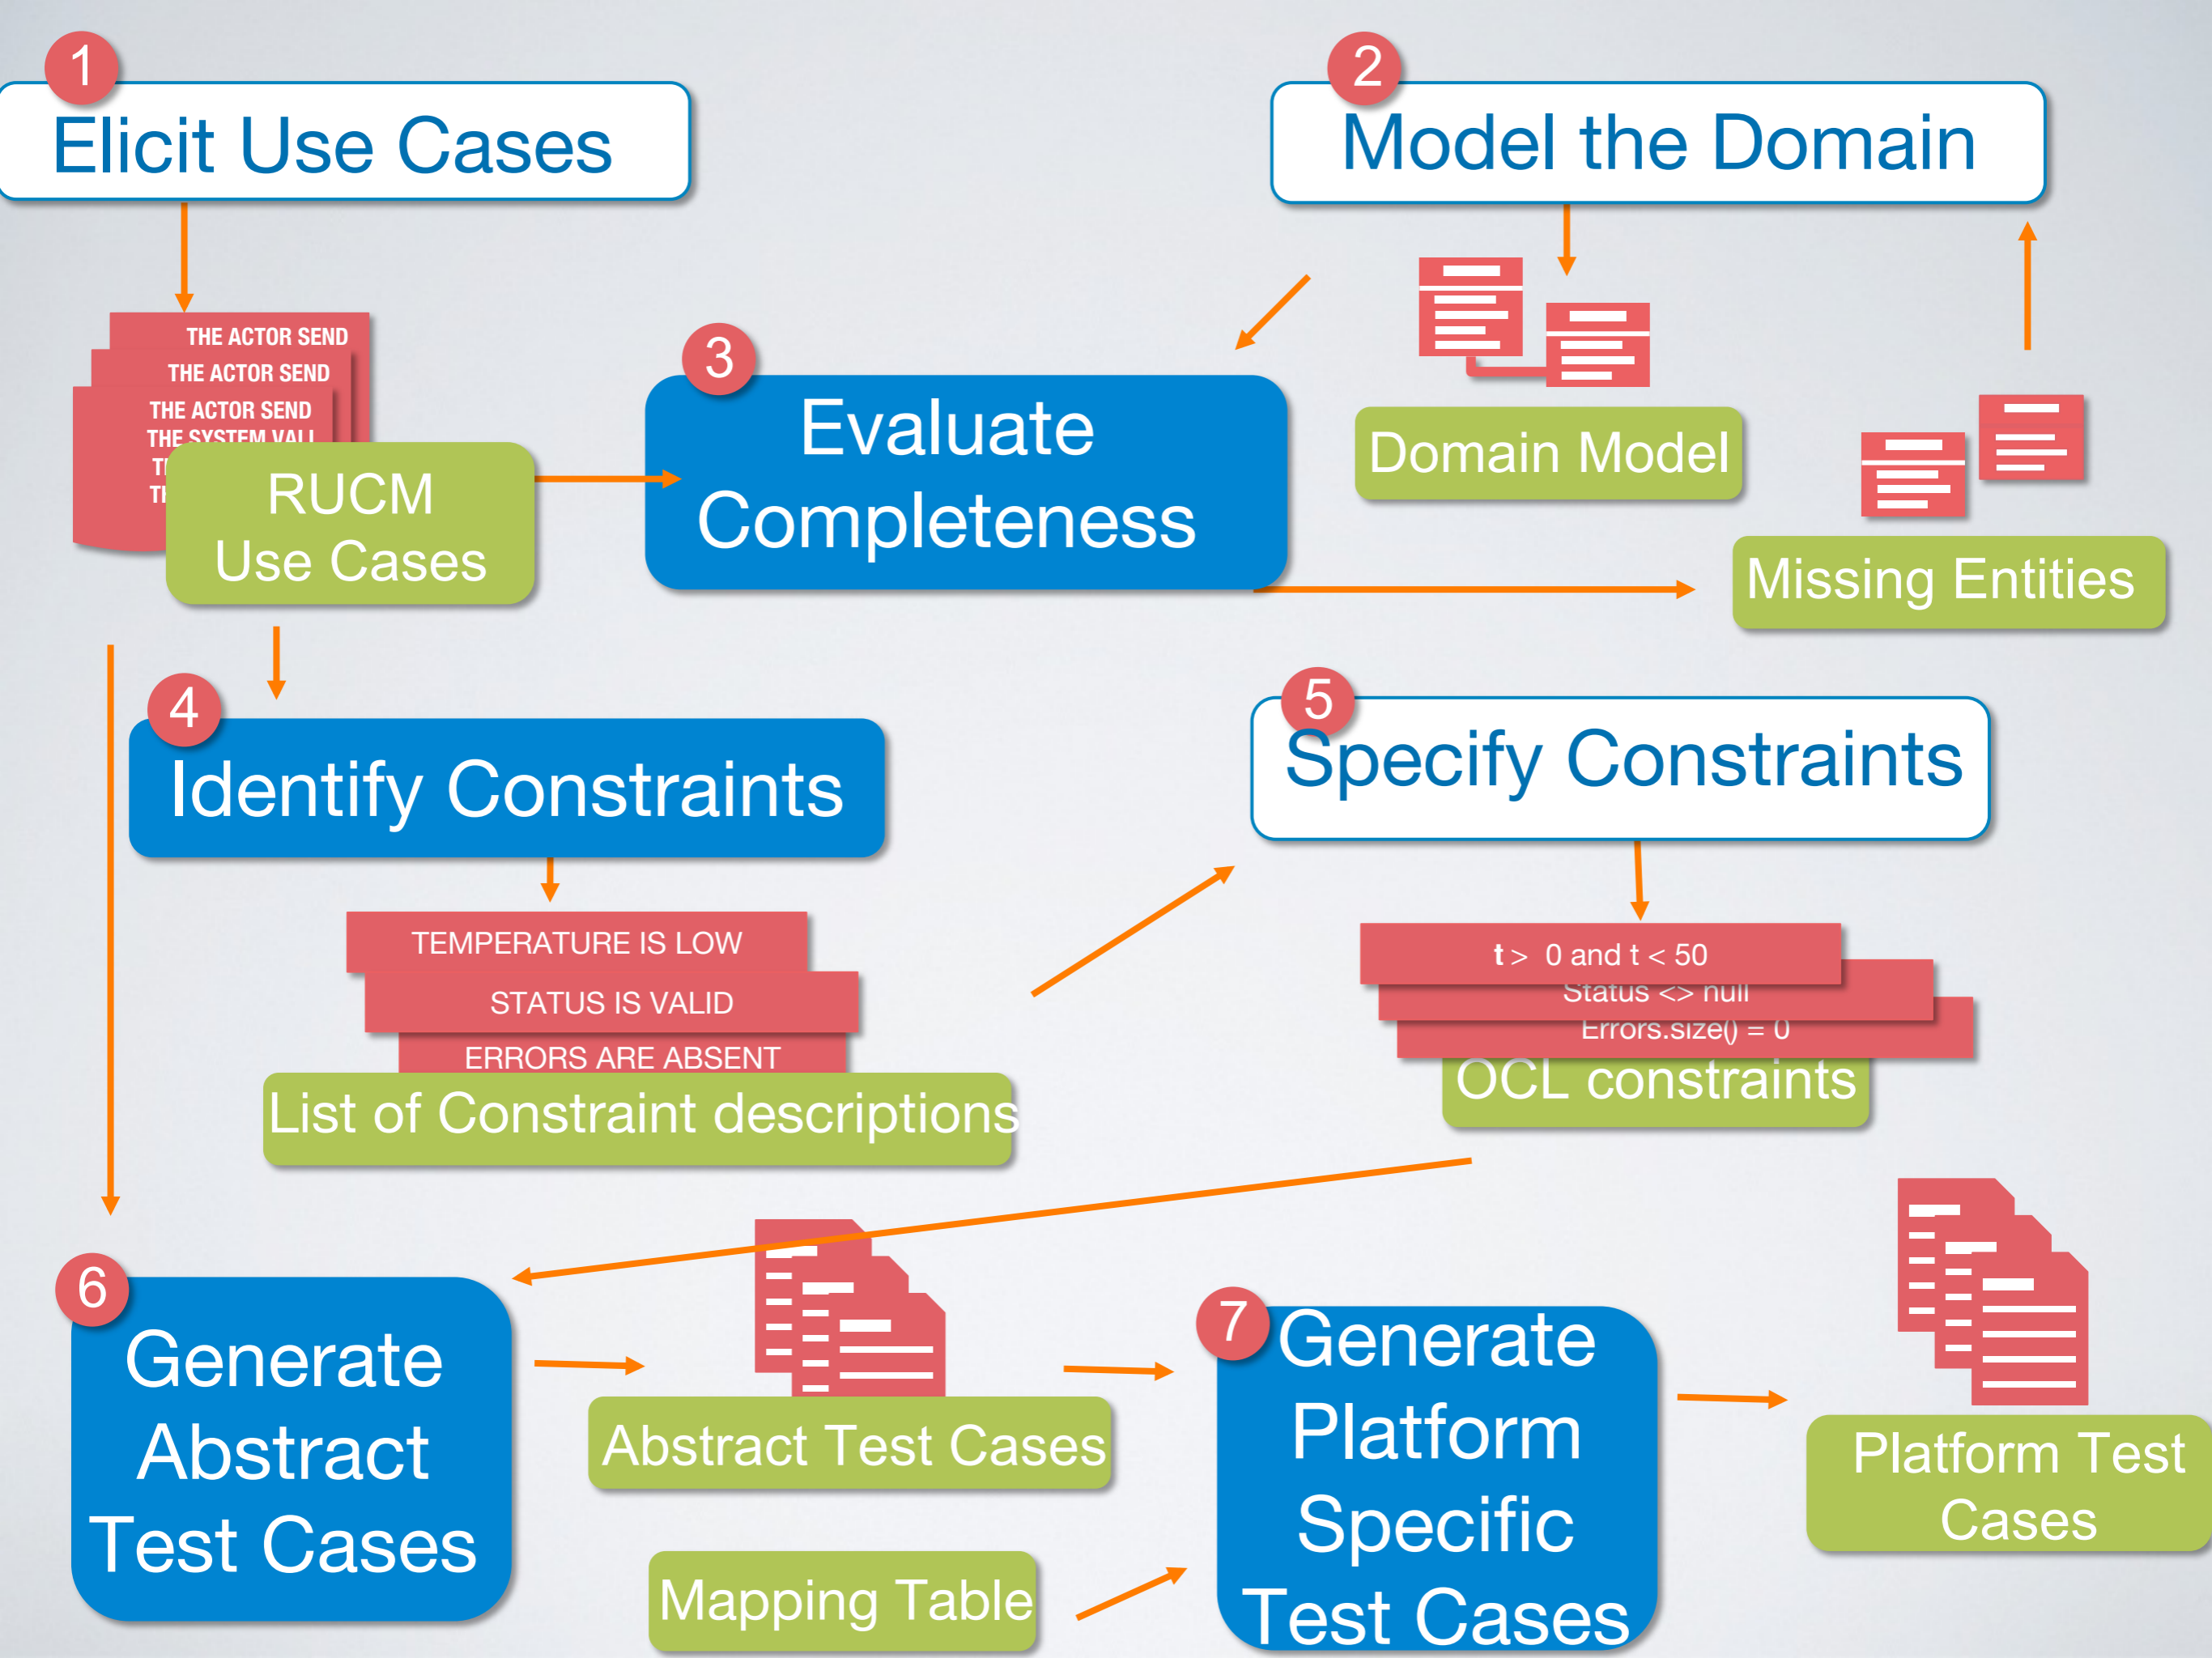 1
Elicit Use Cases
2
Model the Domain
THE ACTOR SEND
THE ACTOR SEND
THE ACTOR SEND
THE SYSTEM VALI
RUCM
Use Cases
3
Evaluate
Completeness
Domain Model
Missing Entities
4
Identify Constraints
5
Specify Constraints
TEMPERATURE IS LOW
STATUS IS VALID
ERRORS ARE ABSENT
List of Constraint descriptions
t > 0 and t < 50
Status <> null
Errors.size() = 0
OCL constraints
6
Generate
Abstract
Test Cases
Abstract Test Cases
Mapping Table
7
Generate
Platform
Specific
Test Cases
Platform Test
Cases